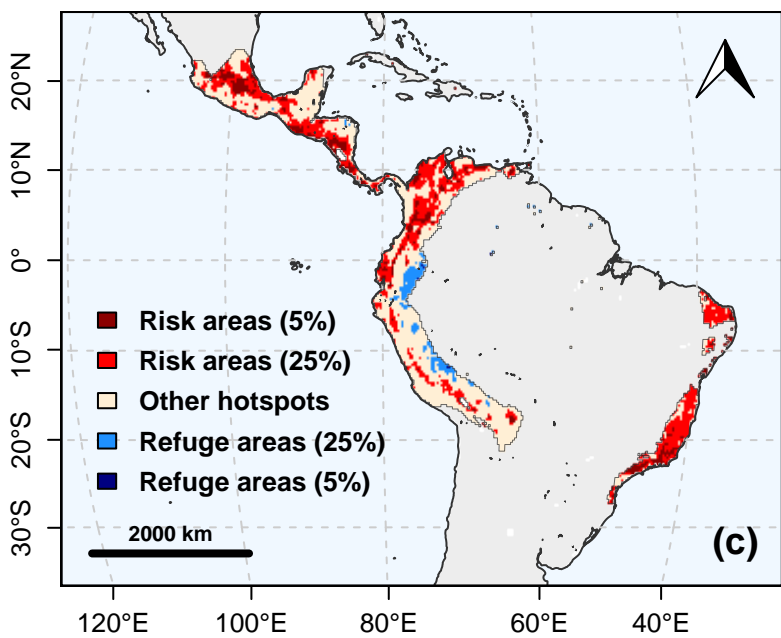 20°N
10°N
0°
10°S
20°S
30°S
Risk areas (5%)
Risk areas (25%)
Other hotspots
Refuge areas (25%)
Refuge areas (5%)
2000 km
(c)
120°E
100°E
80°E
60°E
40°E